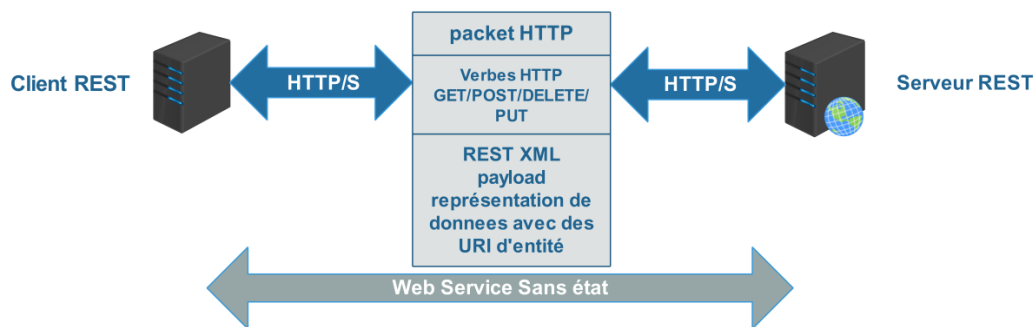 packet HTTP
Client REST
HTTP/S
Verbes HTTP
GET/POST/DELETE/
PUT
HTTP/S
Serveur REST
REST XML
payload
représentation de
donnees avec des
URI d'entité
Web Service Sans état